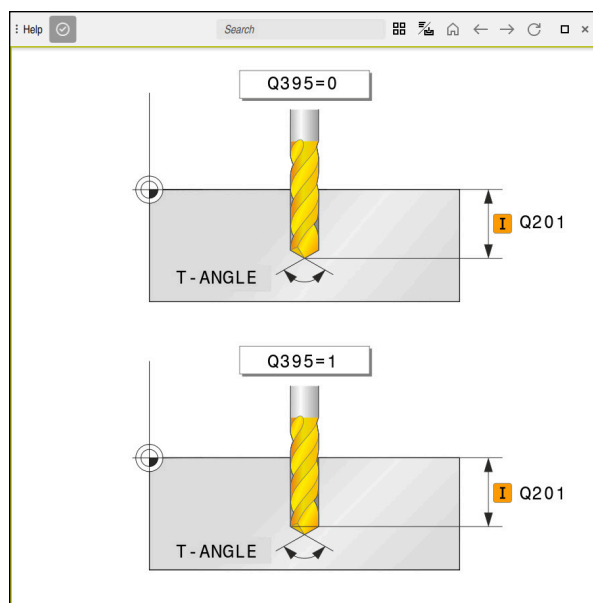 Help
Search
Q395=0
I Q201
T-ANGLE
Q395=1
I Q201
T-ANGLE